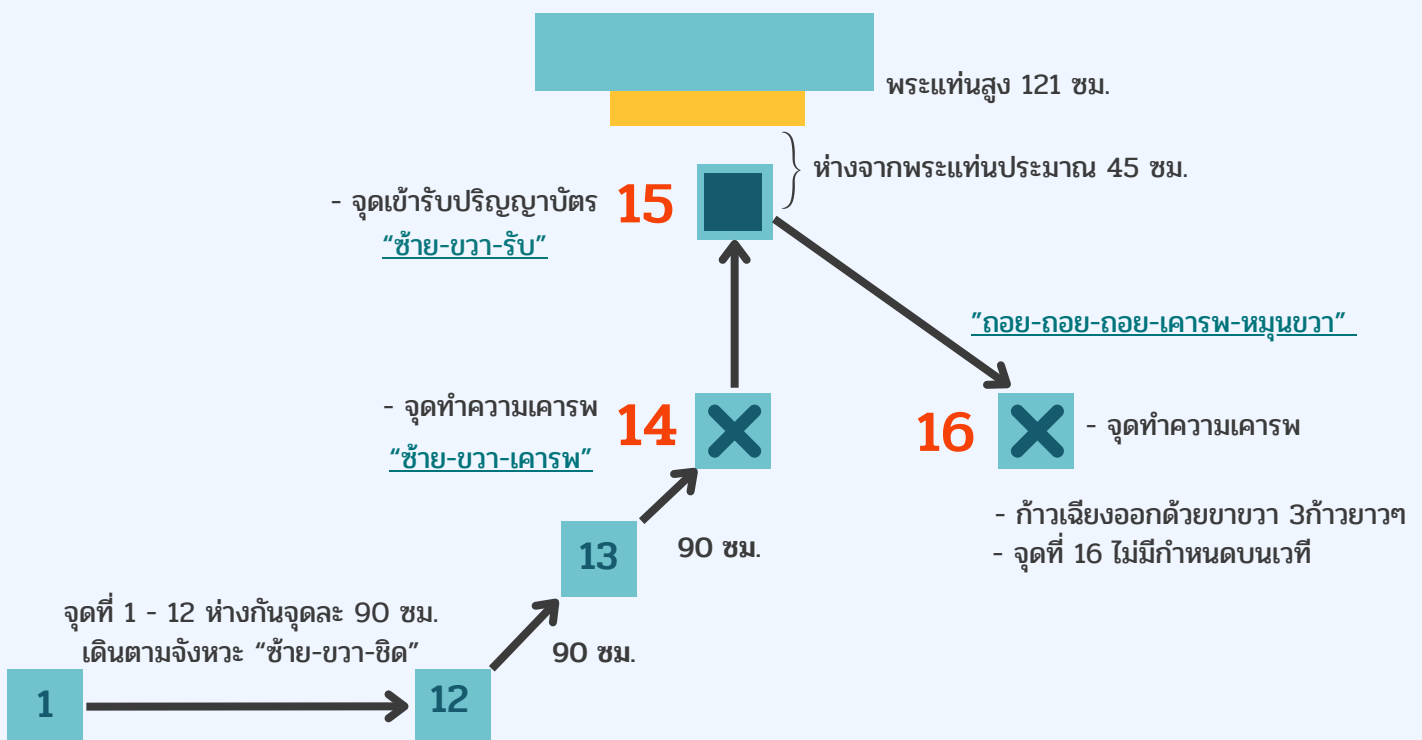 พระแท่นสูง 121 ซม.
ห่างจากพระแท่นประมาณ 45 ซม.
- จุดเข้ารับปริญญาบัตร
15
“ซ้าย-ขวา-รับ”
”ถอย-ถอย-ถอย-เคารพ-หมุนขวา”
- จุดทำความเคารพ
14
“ซ้าย-ขวา-เคารพ”
16
- จุดทำความเคารพ
- ก้าวเฉียงออกด้วยขาขวา 3ก้าวยาวๆ
- จุดที่ 16 ไม่มีกำหนดบนเวที
13
90 ซม.
จุดที่ 1 - 12 ห่างกันจุดละ 90 ซม.
เดินตามจังหวะ “ซ้าย-ขวา-ชิด”
90 ซม.
1
12